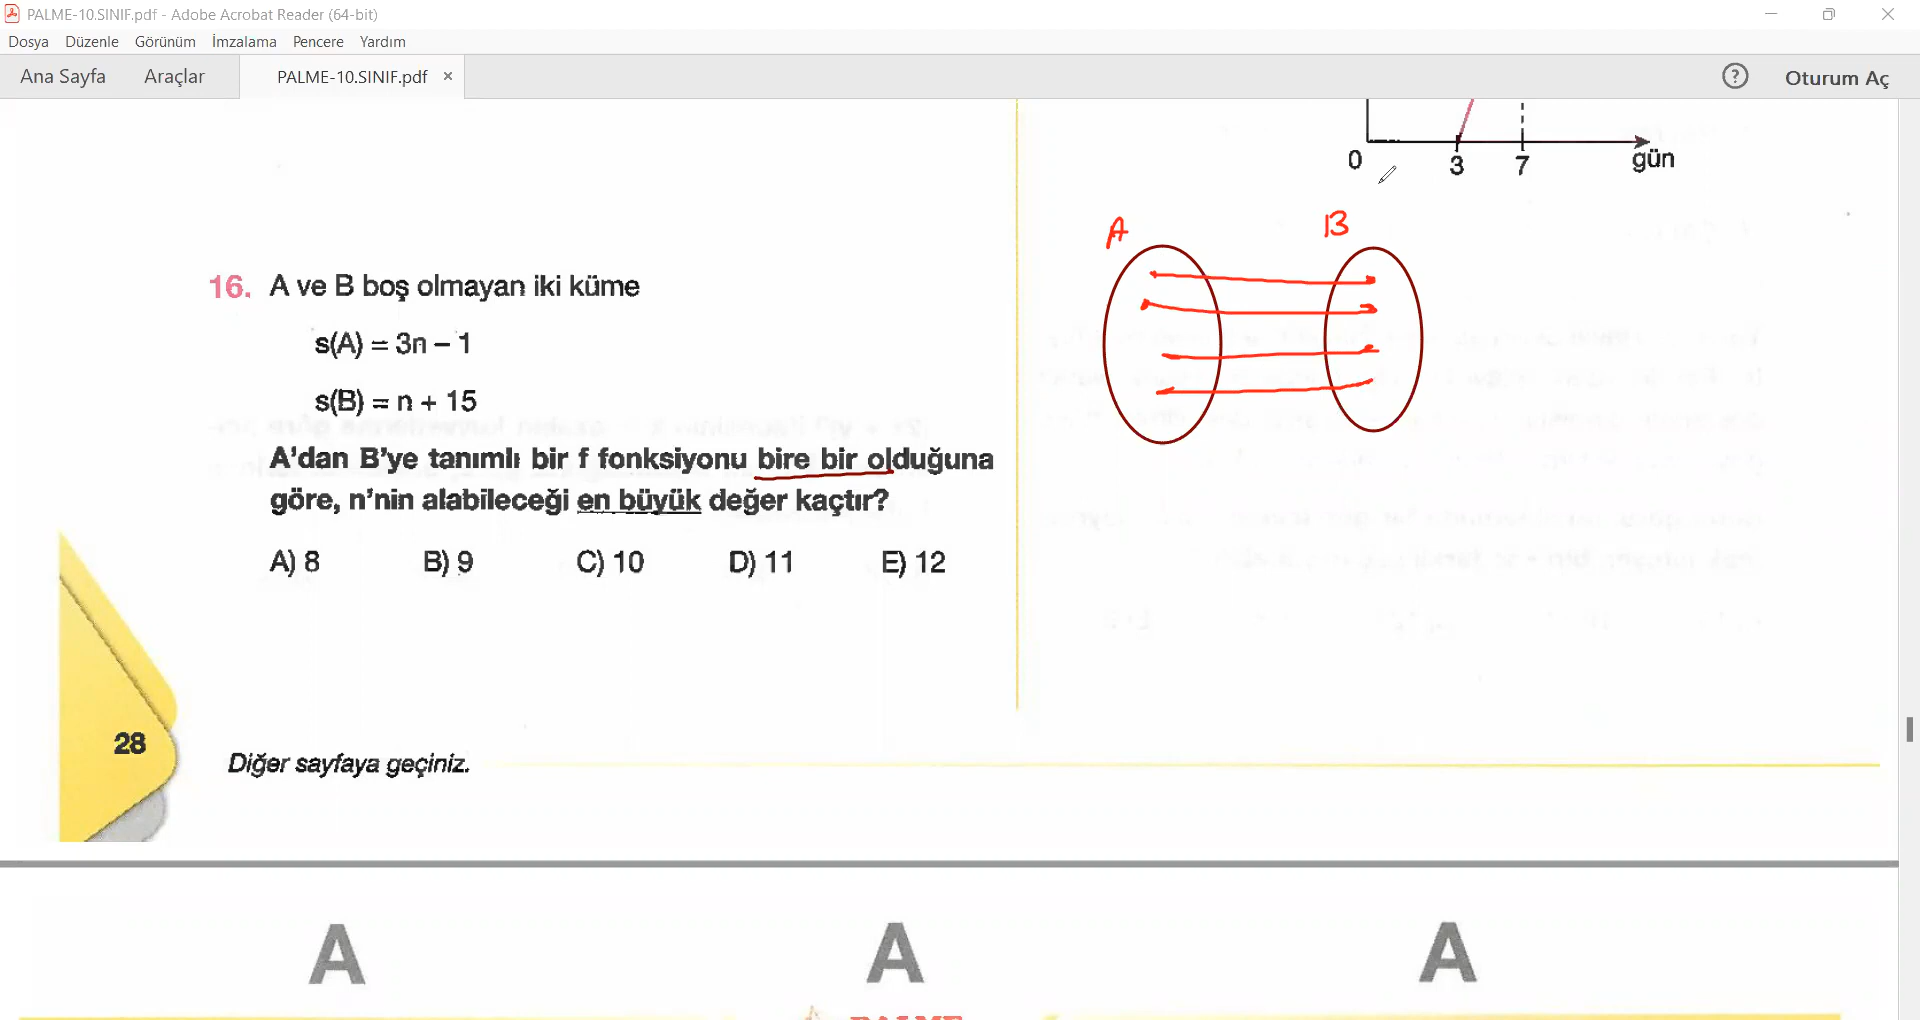 PALME-10.SINIF.pdf - Adobe Acrobat Reader (64-bit)
Dosya Düzenle Görünüm İmzalama Pencere Yardım
Ana Sayfa Araçlar PALME-10.SINIF.pdf × ? Oturum Aç
0 3 7 gün
A B
16. A ve B boş olmayan iki küme
s(A) = 3n – 1
s(B) = n + 15
A'dan B'ye tanımlı bir f fonksiyonu bire bir olduğuna
göre, n'nin alabileceği en büyük değer kaçtır?
A) 8 B) 9 C) 10 D) 11 E) 12
28
Diğer sayfaya geçiniz.
A A A